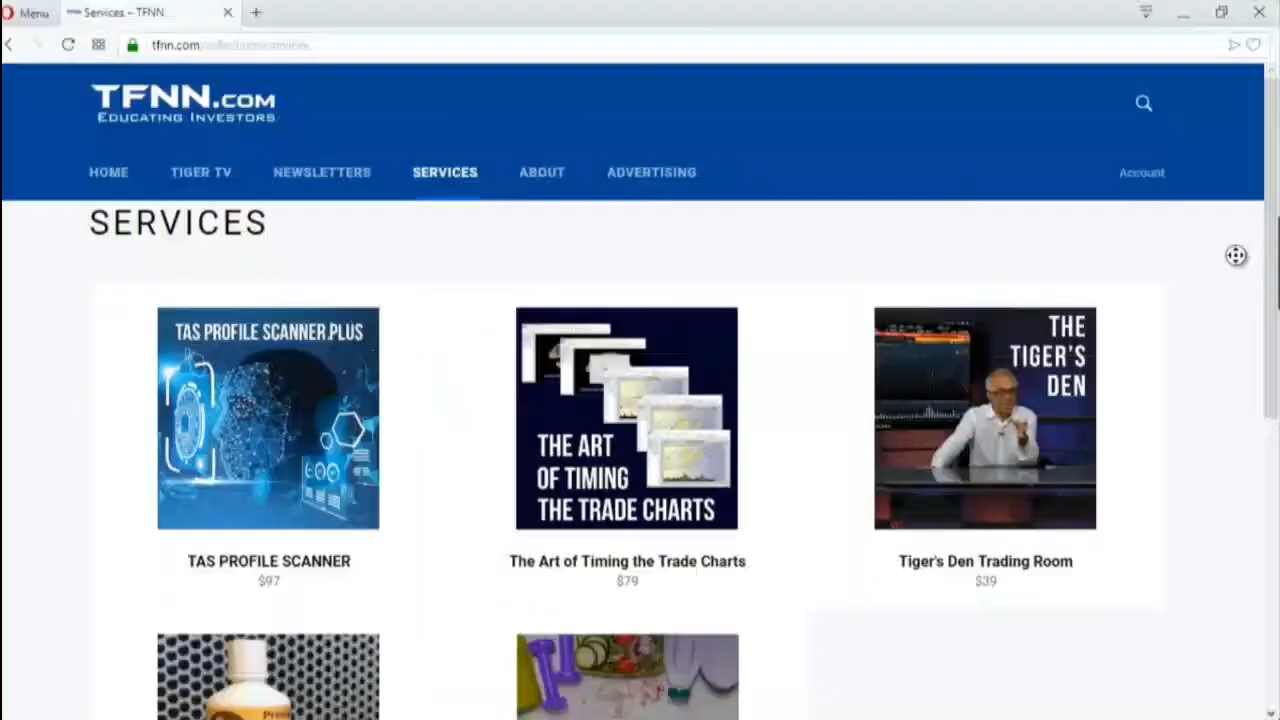 Menu
Services – TFNN
tfnn.com
TFNN.COM
EDUCATING INVESTORS
HOME TIGER TV NEWSLETTERS SERVICES ABOUT ADVERTISING Account
SERVICES
TAS PROFILE SCANNER PLUS
THE ART
OF TIMING
THE TRADE CHARTS
THE
TIGER'S
DEN
TAS PROFILE SCANNER
$97
The Art of Timing the Trade Charts
$79
Tiger's Den Trading Room
$39